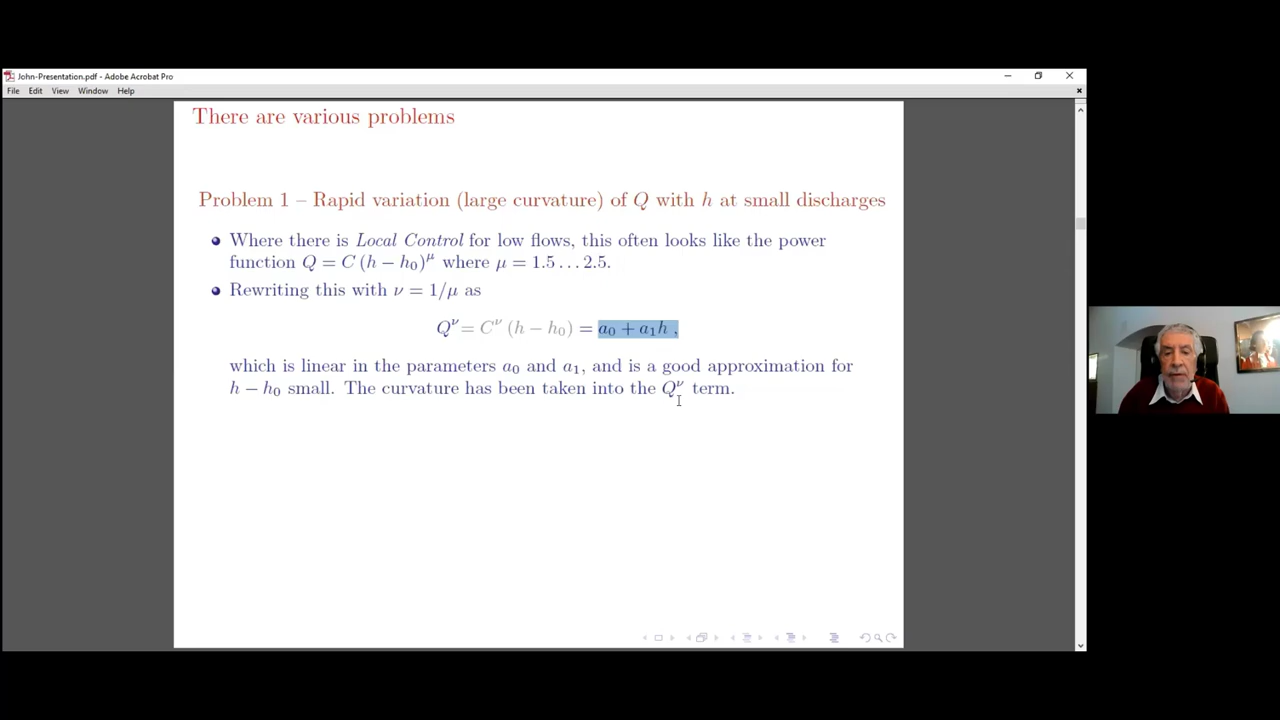 John-Presentation.pdf - Adobe Acrobat Pro
File Edit View Window Help
There are various problems
Problem 1 – Rapid variation (large curvature) of Q with h at small discharges
Where there is Local Control for low flows, this often looks like the power
function Q = C (h − h₀)^μ where μ = 1.5 … 2.5.
Rewriting this with ν = 1/μ as
Q^ν = C^ν (h − h₀) = a₀ + a₁h ,
which is linear in the parameters a₀ and a₁, and is a good approximation for
h − h₀ small. The curvature has been taken into the Q^ν term.